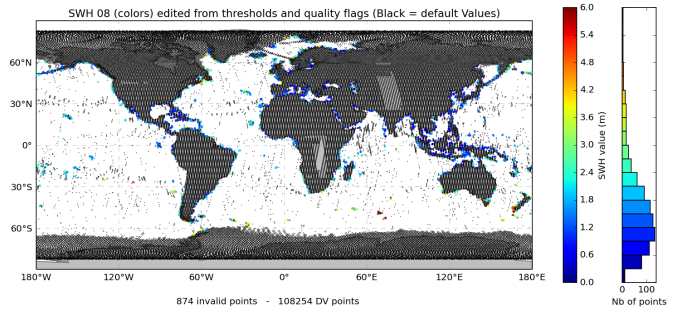 SWH 08 (colors) edited from thresholds and quality flags (Black = default Values)
60°N
30°N
0°
30°S
60°S
180°W
120°W
60°W
0°
60°E
120°E
180°E
874 invalid points - 108254 DV points
6.0
5.4
4.8
4.2
3.6
3.0
2.4
1.8
1.2
0.6
0.0
SWH value (m)
0
100
Nb of points